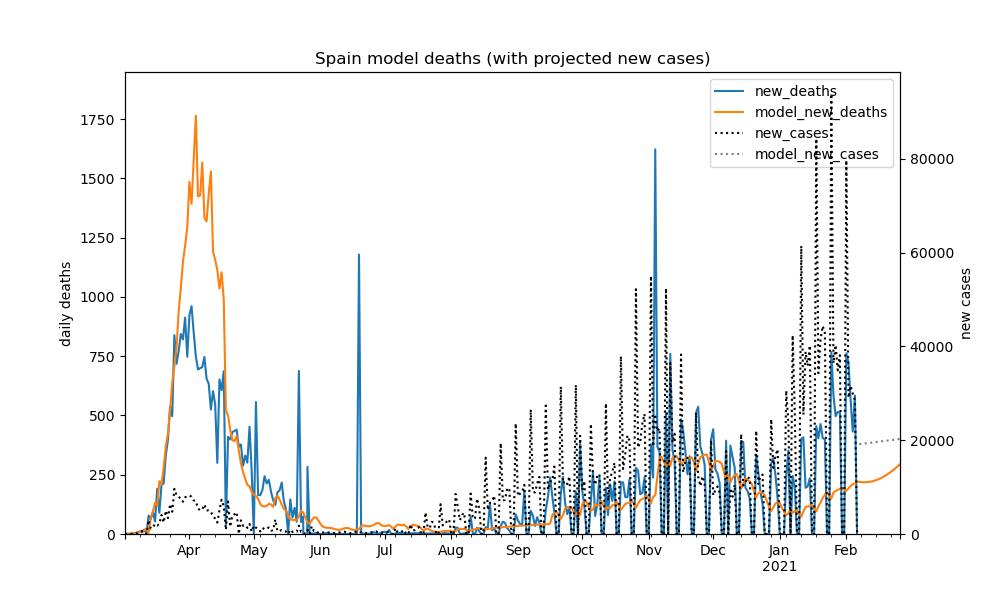 Spain model deaths (with projected new cases)
new_deaths
model_new_deaths
new_cases
model_new_cases
1750
1500
1250
1000
750
500
250
0
daily deaths
80000
60000
40000
20000
0
new cases
Apr May Jun Jul Aug Sep Oct Nov Dec Jan Feb
2021